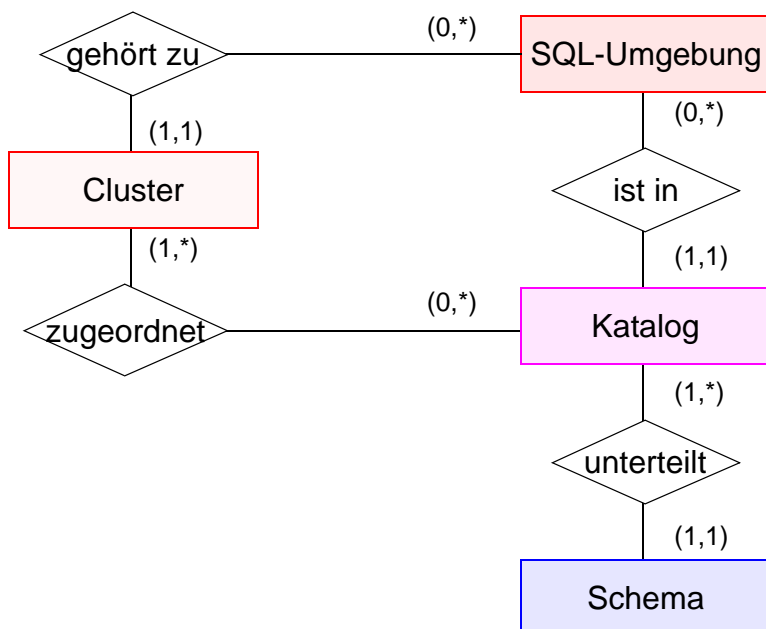 (0,*)
gehört zu
SQL-Umgebung
(0,*)
(1,1)
Cluster
ist in
(1,*)
(1,1)
(0,*)
zugeordnet
Katalog
(1,*)
unterteilt
(1,1)
Schema